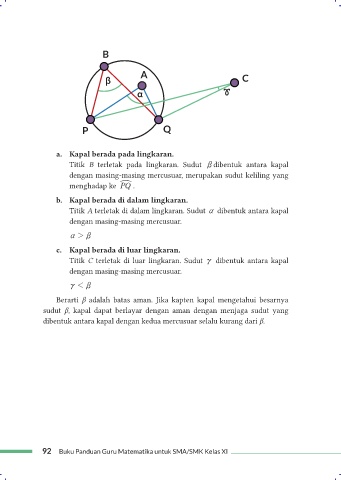 B
A
C
β
α
γ
P
Q
a. Kapal berada pada lingkaran.
Titik B terletak pada lingkaran. Sudut β dibentuk antara kapal
dengan masing-masing mercusuar, merupakan sudut keliling yang
menghadap ke PQ .
b. Kapal berada di dalam lingkaran.
Titik A terletak di dalam lingkaran. Sudut α dibentuk antara kapal
dengan masing-masing mercusuar.
α > β
c. Kapal berada di luar lingkaran.
Titik C terletak di luar lingkaran. Sudut γ dibentuk antara kapal
dengan masing-masing mercusuar.
γ < β
Berarti β adalah batas aman. Jika kapten kapal mengetahui besarnya
sudut β, kapal dapat berlayar dengan aman dengan menjaga sudut yang
dibentuk antara kapal dengan kedua mercusuar selalu kurang dari β.
92 Buku Panduan Guru Matematika untuk SMA/SMK Kelas XI